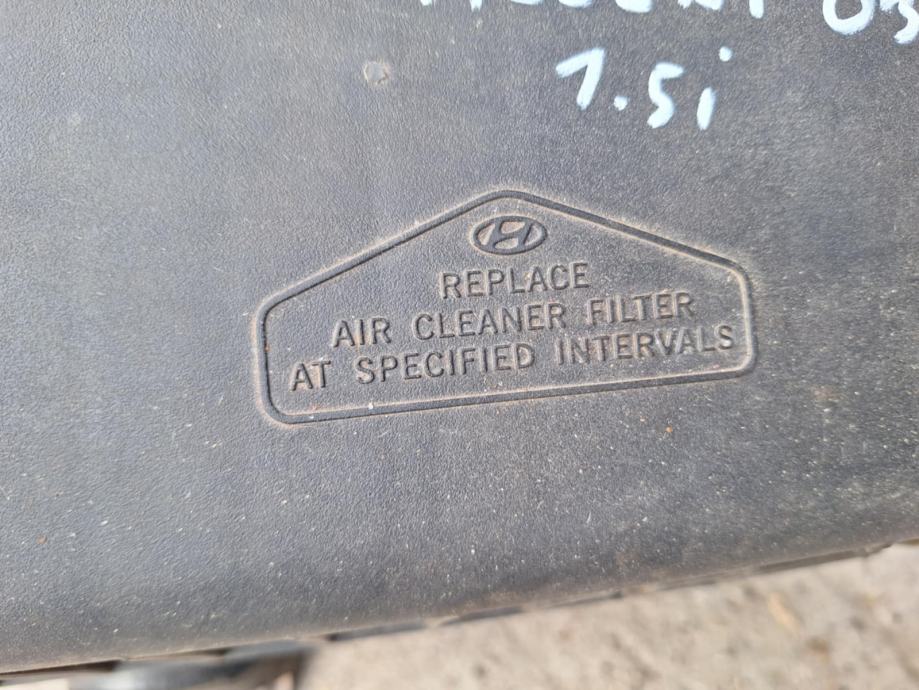 1.5i
REPLACE
AIR CLEANER FILTER
AT SPECIFIED INTERVALS